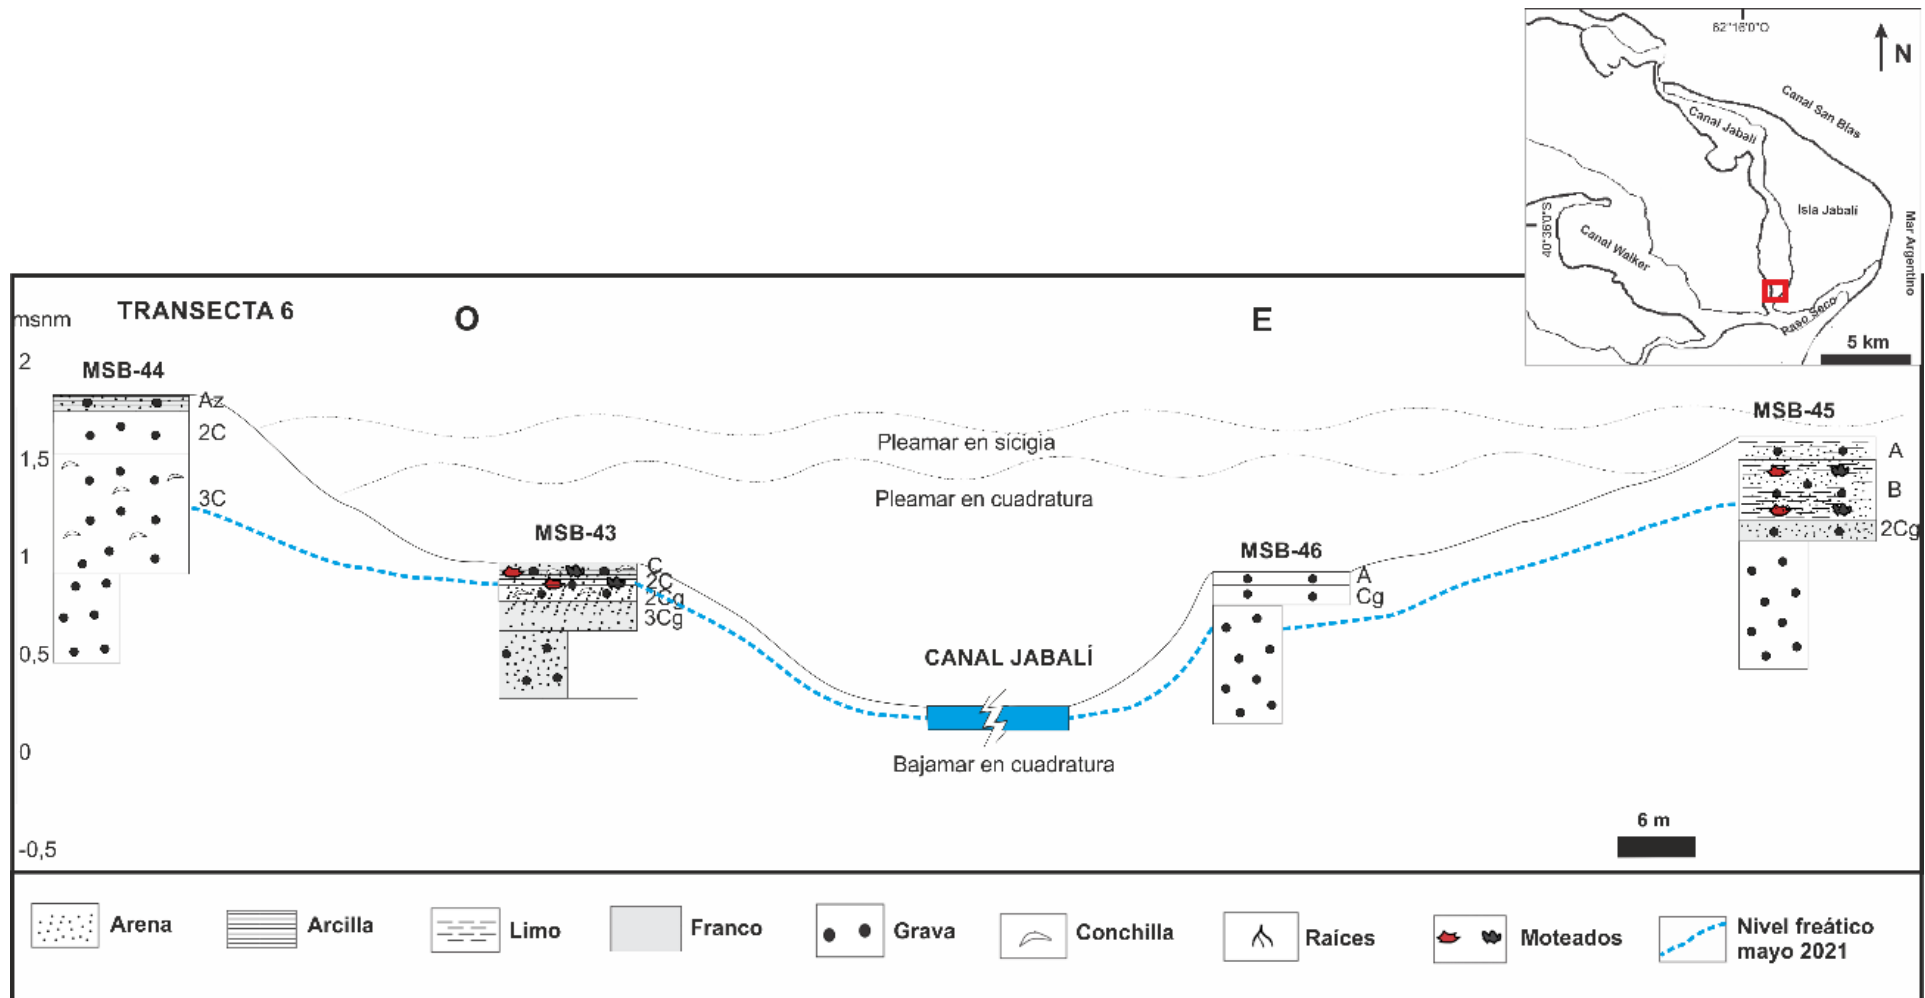 62°16'0"O
N
Canal San Blas
Canal Jabalí
Isla Jabalí
Mar Argentino
40°36'0"S
Canal Walker
Paso Seco
5 km
TRANSECTA 6
O
E
msnm
2
1,5
1
0,5
0
-0,5
MSB-44
Az
2C
3C
Pleamar en sicigia
Pleamar en cuadratura
MSB-43
C
2C
2Cg
3Cg
CANAL JABALÍ
Bajamar en cuadratura
MSB-46
A
Cg
MSB-45
A
B
2Cg
6 m
Arena
Arcilla
Limo
Franco
Grava
Conchilla
Raíces
Moteados
Nivel freático
mayo 2021